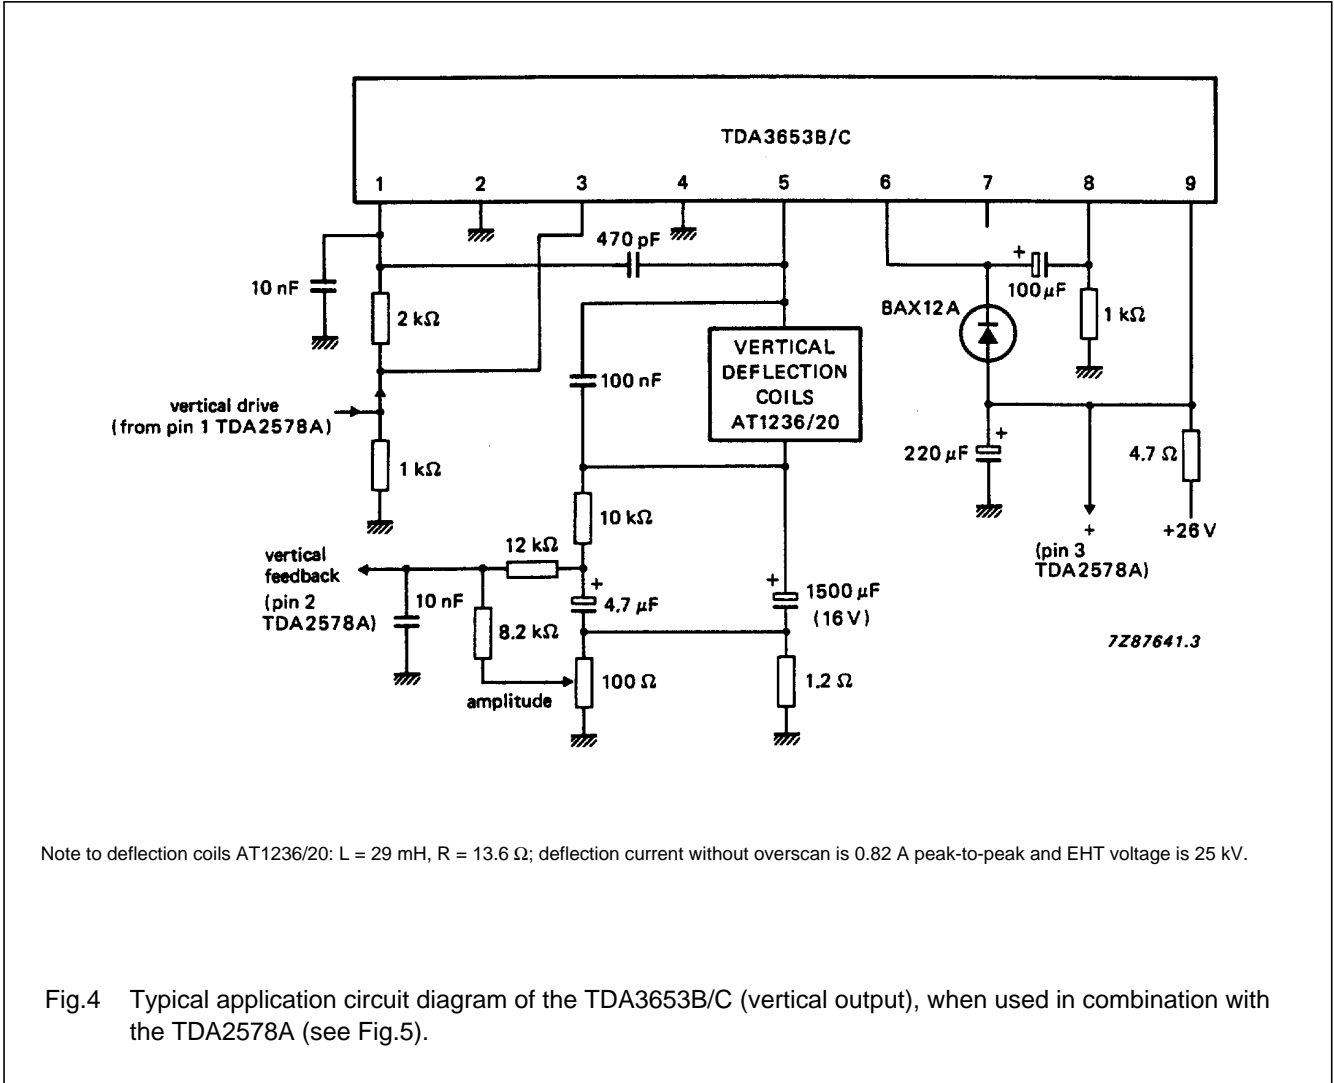 TDA3653B/C
1 2 3 4 5 6 7 8 9
470 pF
+
10 nF
100 µF
BAX12A
2 kΩ
1 kΩ
VERTICAL
DEFLECTION
COILS
AT1236/20
100 nF
vertical drive
(from pin 1 TDA2578A)
+
220 µF
4.7 Ω
1 kΩ
10 kΩ
+
+26 V
12 kΩ
(pin 3
TDA2578A)
vertical
feedback
(pin 2
TDA2578A)
10 nF
+
4.7 µF
+
1500 µF
(16 V)
8.2 kΩ
7Z87641.3
100 Ω
1.2 Ω
amplitude
Note to deflection coils AT1236/20: L = 29 mH, R = 13.6 Ω; deflection current without overscan is 0.82 A peak-to-peak and EHT voltage is 25 kV.
Fig.4 Typical application circuit diagram of the TDA3653B/C (vertical output), when used in combination with
the TDA2578A (see Fig.5).